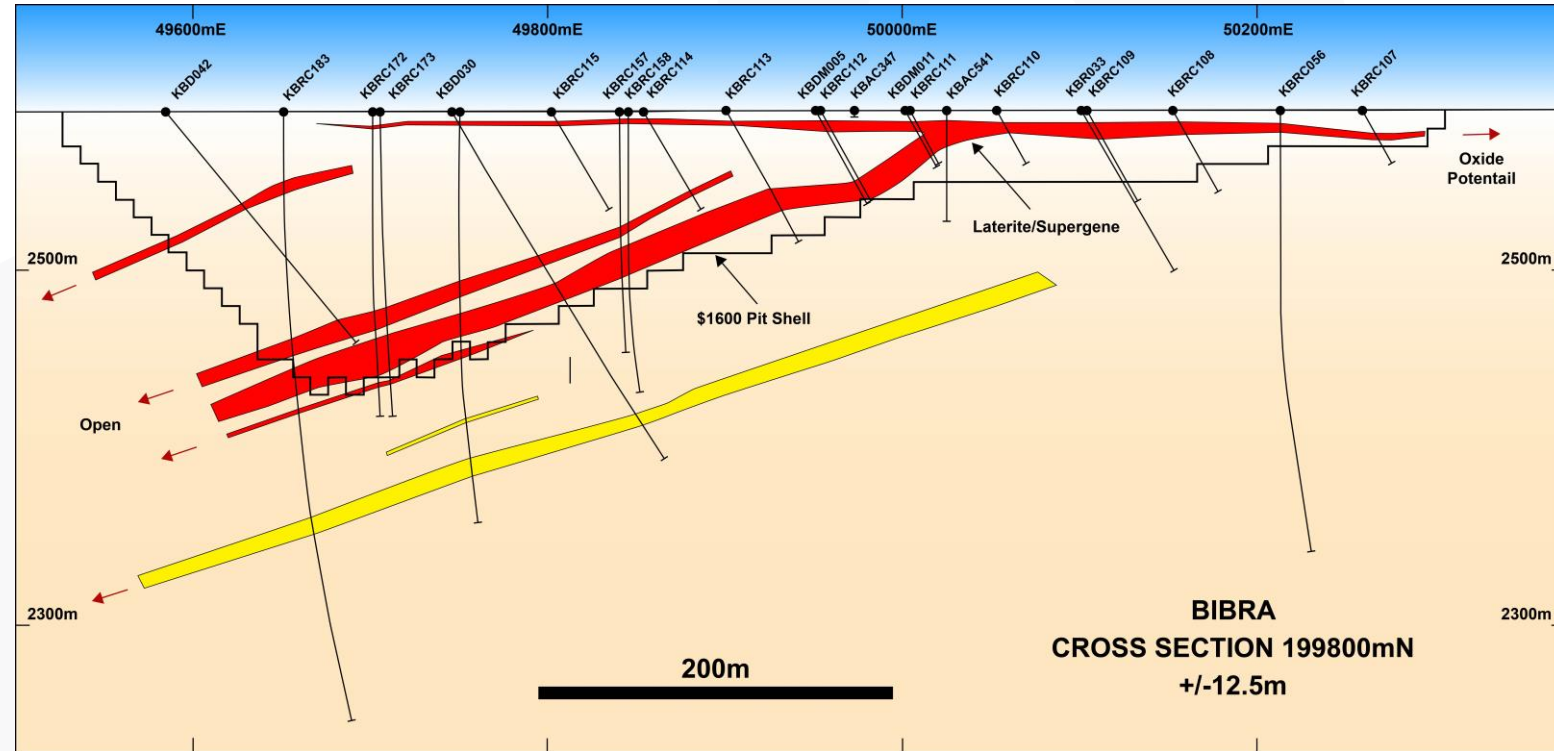 49600mE
49800mE
50000mE
50200mE
KBD042
KBRC183
KBRC172
KBRC173
KBD030
KBRC115
KBRC157
KBRC158
KBRC114
KBRC113
KBDM005
KBRC112
KBAC347
KBDM011
KBRC111
KBAC541
KBRC110
KBR033
KBRC109
KBRC108
KBRC056
KBRC107
Oxide
Potentail
Laterite/Supergene
2500m
2500m
$1600 Pit Shell
Open
2300m
2300m
BIBRA
CROSS SECTION 199800mN
+/-12.5m
200m